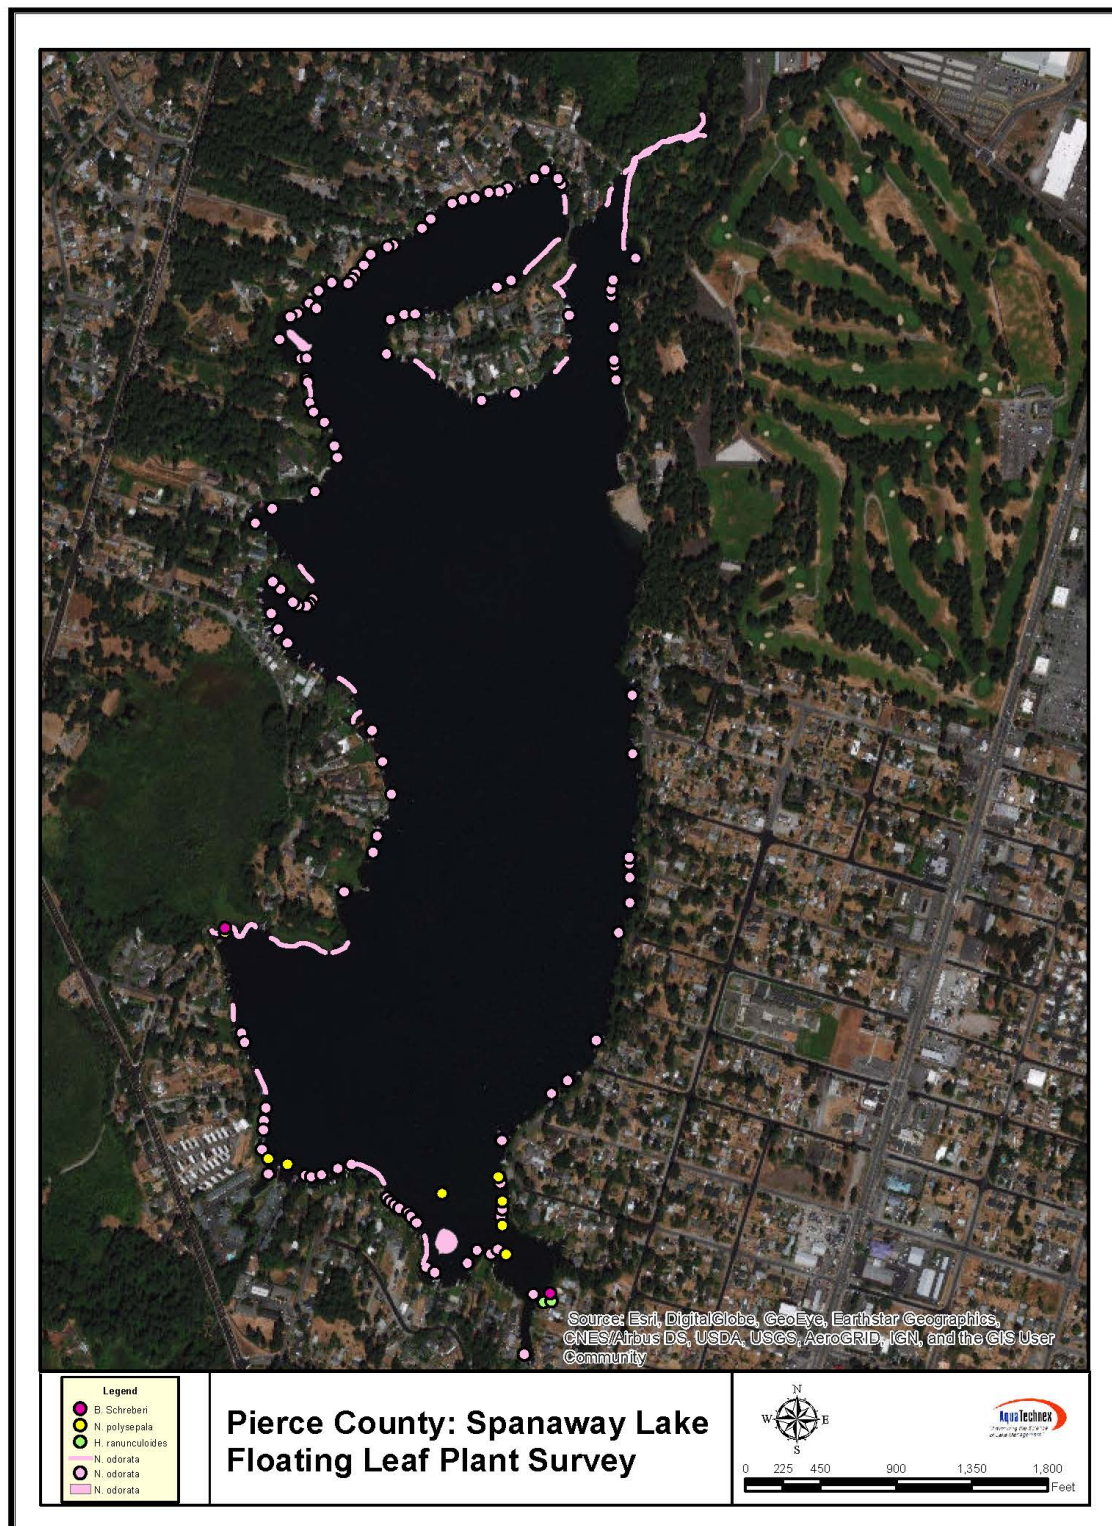 Source: Esri, DigitalGlobe, GeoEye, Earthstar Geographics,
CNES/Airbus DS, USDA, USGS, AeroGRID, IGN, and the GIS User
Community
Legend
B. Schreberi
N. polysepala
H. ranunculoides
N. odorata
N. odorata
N. odorata
Pierce County: Spanaway Lake
Floating Leaf Plant Survey
N
W E
S
AquaTechnex
0 225 450 900 1,350 1,800
Feet